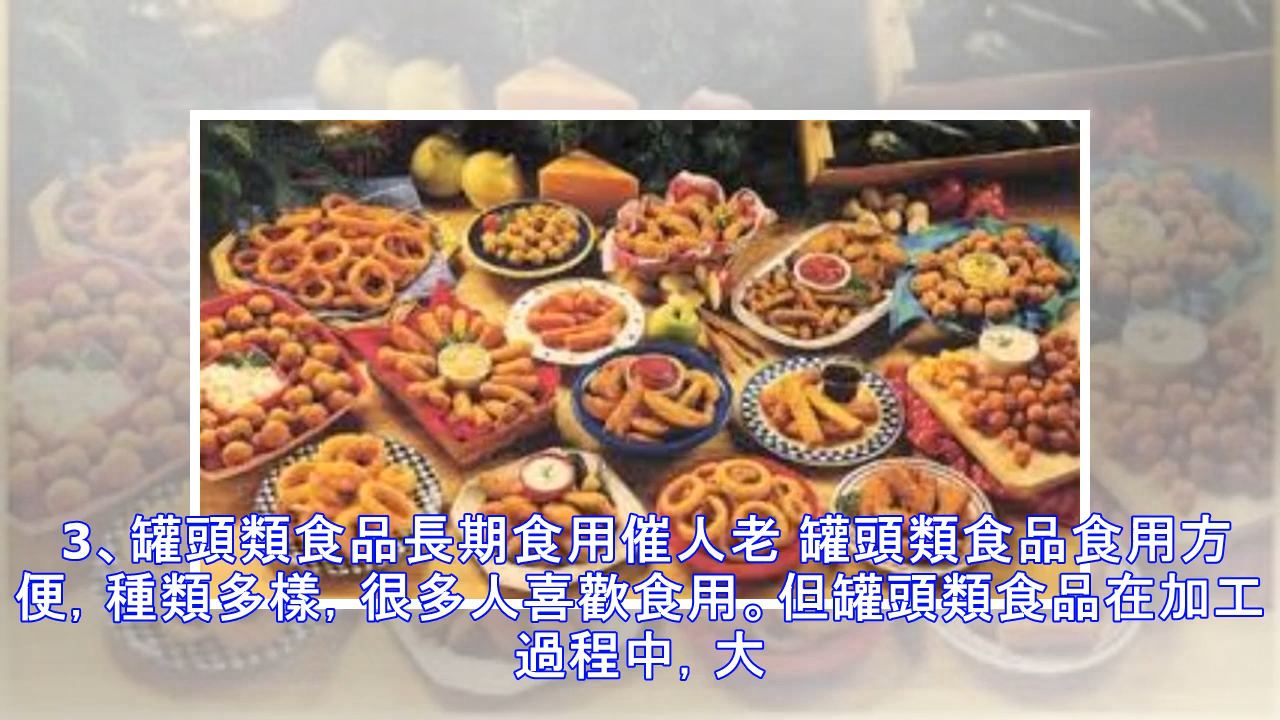 3、罐頭類食品長期食用催人老 罐頭類食品食用方
便, 種類多樣, 很多人喜歡食用。但罐頭類食品在加工
過程中, 大